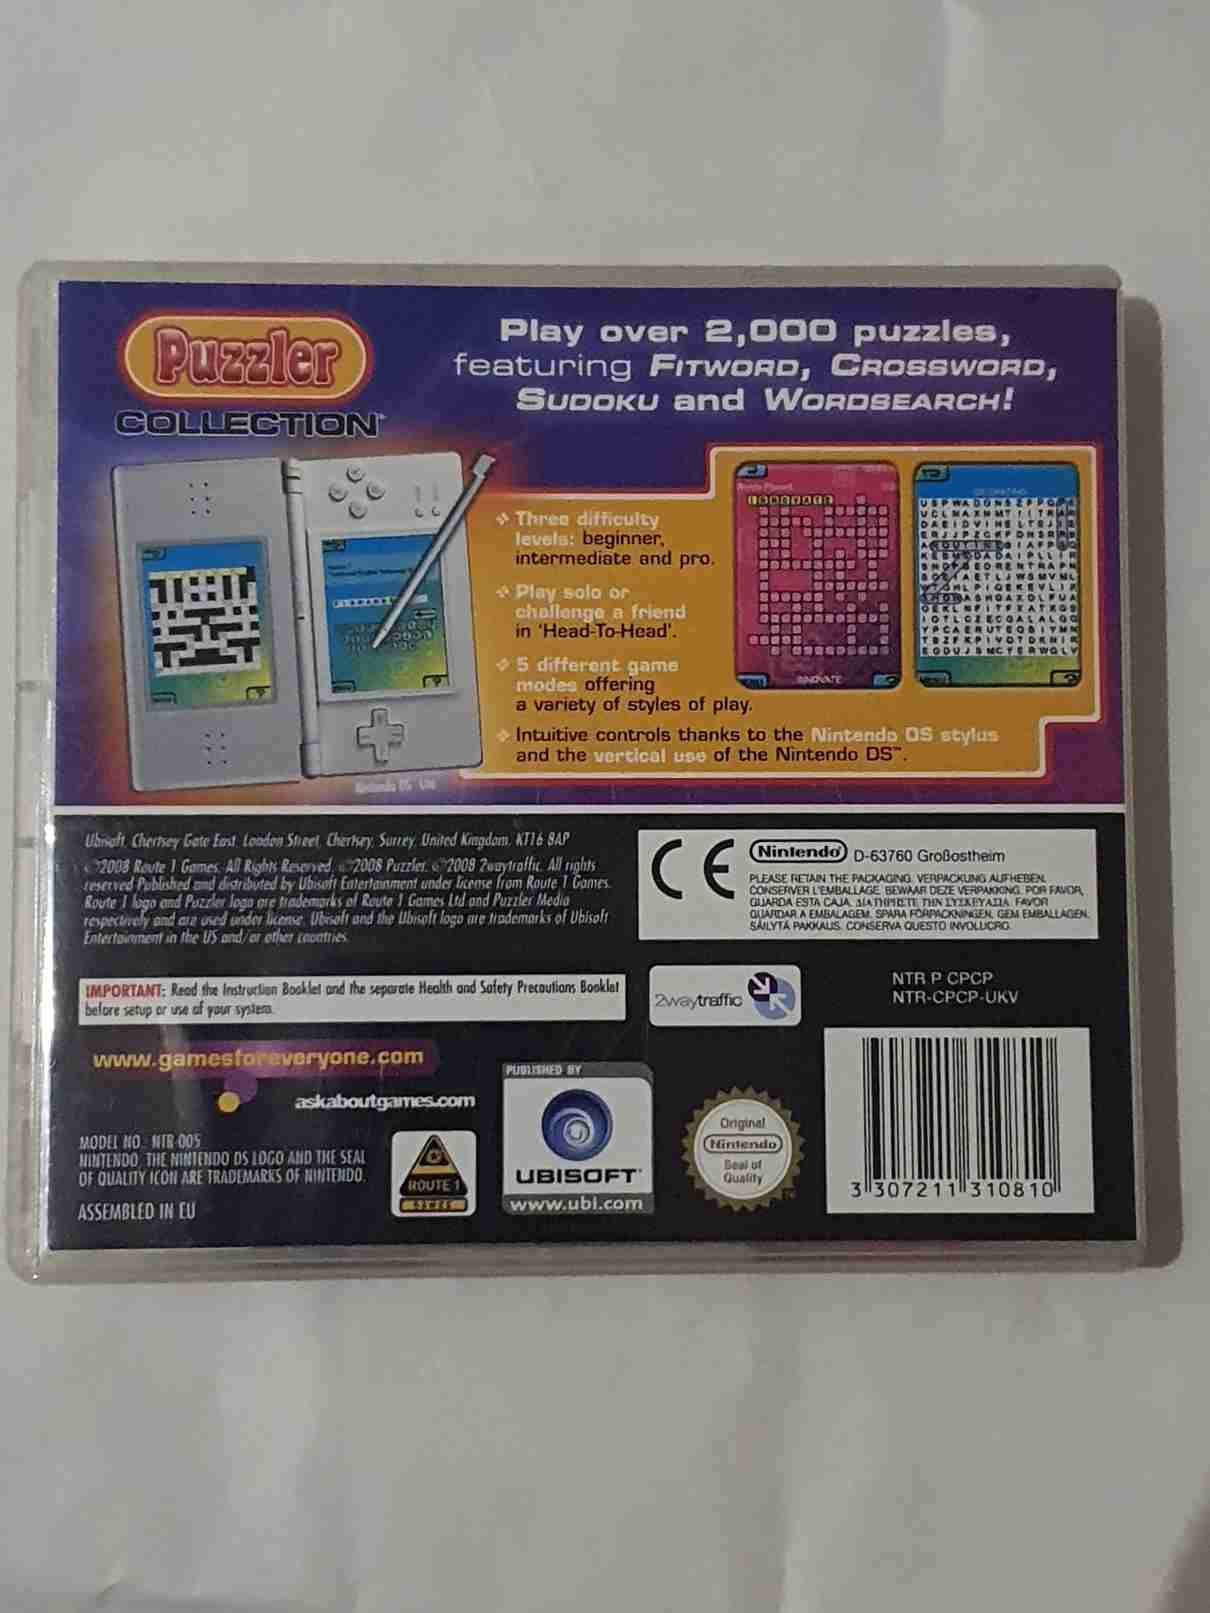 Puzzler
COLLECTION™
Play over 2,000 puzzles,
featuring FITWORD, CROSSWORD,
SUDOKU and WORDSEARCH!
Three difficulty
levels: beginner,
intermediate and pro.
Play solo or
challenge a friend
in 'Head-To-Head'.
5 different game
modes offering
a variety of styles of play.
Intuitive controls thanks to the Nintendo DS stylus
and the vertical use of the Nintendo DS™.
INNOVATE
INNOVATE
Ubisoft, Chertsey Gate East, London Street, Chertsey, Surrey, United Kingdom, KT16 8AP
©2008 Route 1 Games. All Rights Reserved. ©2008 Puzzler. ©2008 2waytraffic. All rights
reserved Published and distributed by Ubisoft Entertainment under license from Route 1 Games.
Route 1 logo and Puzzler logo are trademarks of Route 1 Games Ltd and Puzzler Media
respectively and are used under license. Ubisoft and the Ubisoft logo are trademarks of Ubisoft
Entertainment in the US and/or other countries.
CE Nintendo D-63760 Großostheim
PLEASE RETAIN THE PACKAGING. VERPACKUNG AUFHEBEN.
CONSERVER L'EMBALLAGE. BEWAAR DEZE VERPAKKING. POR FAVOR,
GUARDA ESTA CAJA. ΔΙΑΤΗΡΗΣΤΕ ΤΗΝ ΣΥΣΚΕΥΑΣΙΑ. FAVOR
GUARDAR A EMBALAGEM. SPARA FÖRPACKNINGEN. GEM EMBALLAGEN.
SÄILYTÄ PAKKAUS. CONSERVA QUESTO INVOLUCRO.
IMPORTANT: Read the Instruction Booklet and the separate Health and Safety Precautions Booklet
before setup or use of your system.
2waytraffic
NTR P CPCP
NTR-CPCP-UKV
www.gamesforeveryone.com
askaboutgames.com
MODEL NO.: NTR-005
NINTENDO, THE NINTENDO DS LOGO AND THE SEAL
OF QUALITY ICON ARE TRADEMARKS OF NINTENDO.
ASSEMBLED IN EU
ROUTE 1
GAMES
PUBLISHED BY
UBISOFT
www.ubi.com
Original
Nintendo
Seal of
Quality
3 307211 310810